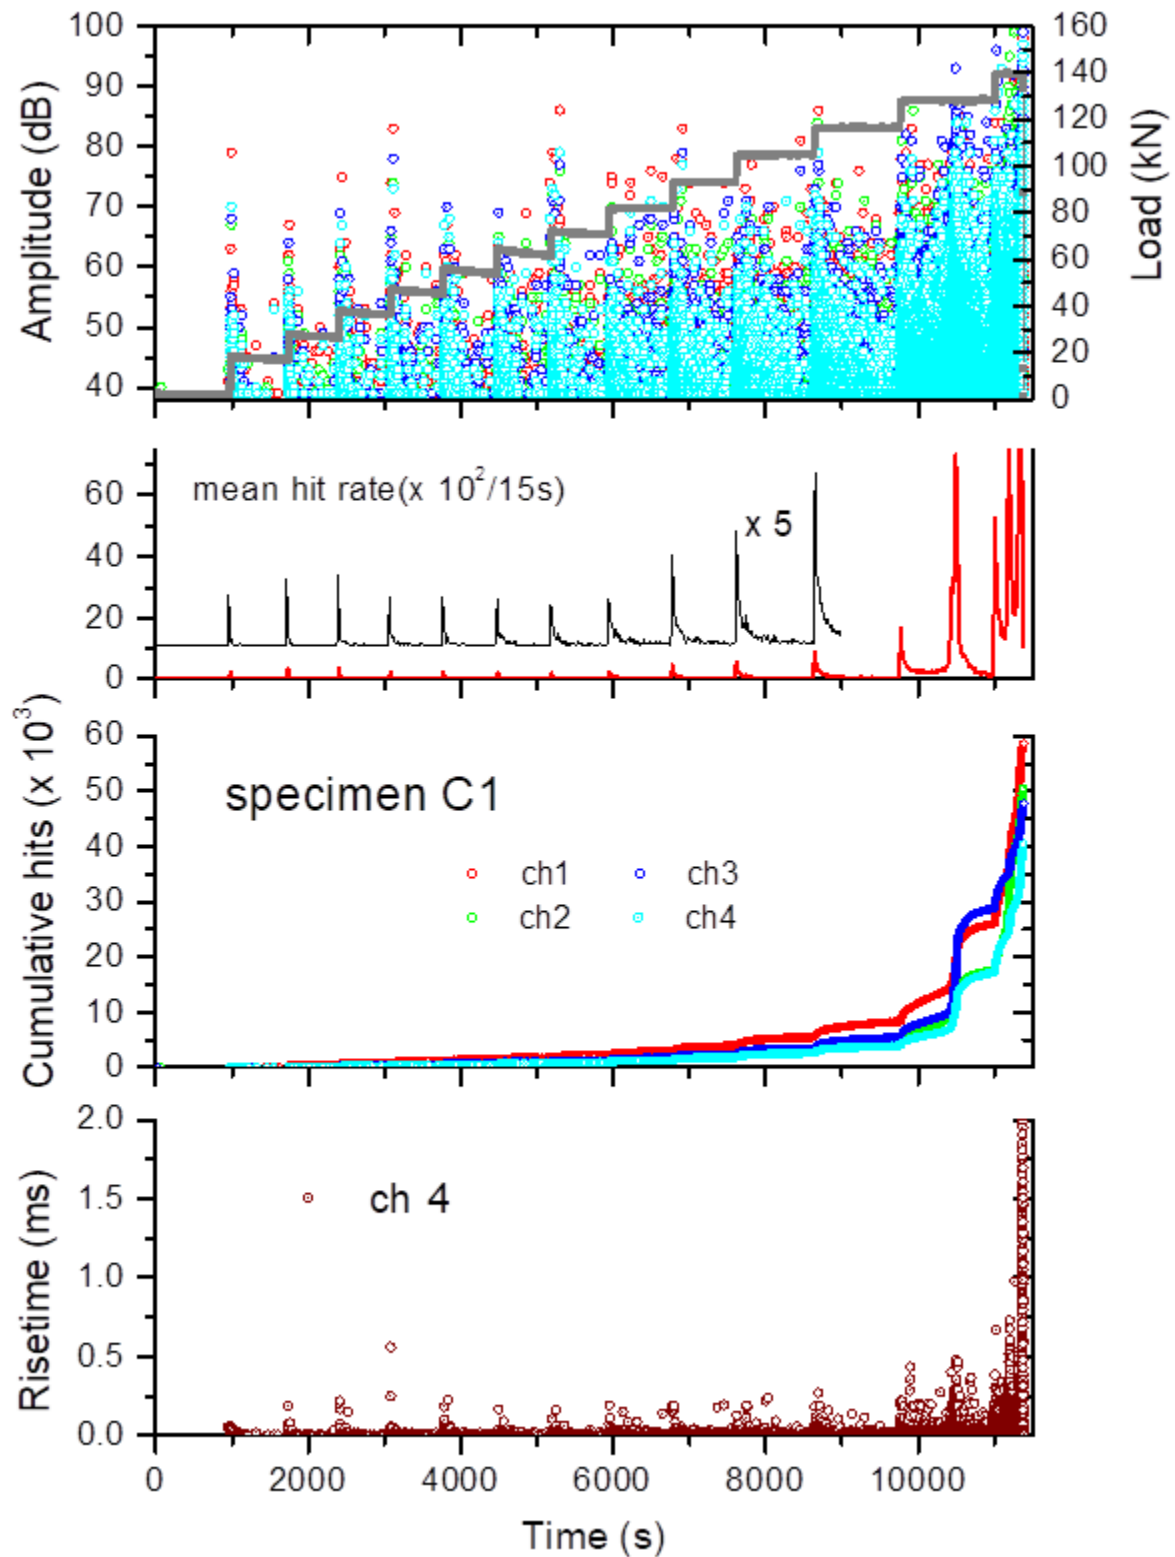 100
90
80
70
60
50
40
Amplitude (dB)
160
140
120
100
80
60
40
20
0
Load (kN)
mean hit rate(x 10²/15s)
x 5
60
40
20
0
60
50
40
30
20
10
0
Cumulative hits (x 10³)
specimen C1
ch1
ch3
ch2
ch4
2.0
1.5
1.0
0.5
0.0
Risetime (ms)
ch 4
0 2000 4000 6000 8000 10000
Time (s)